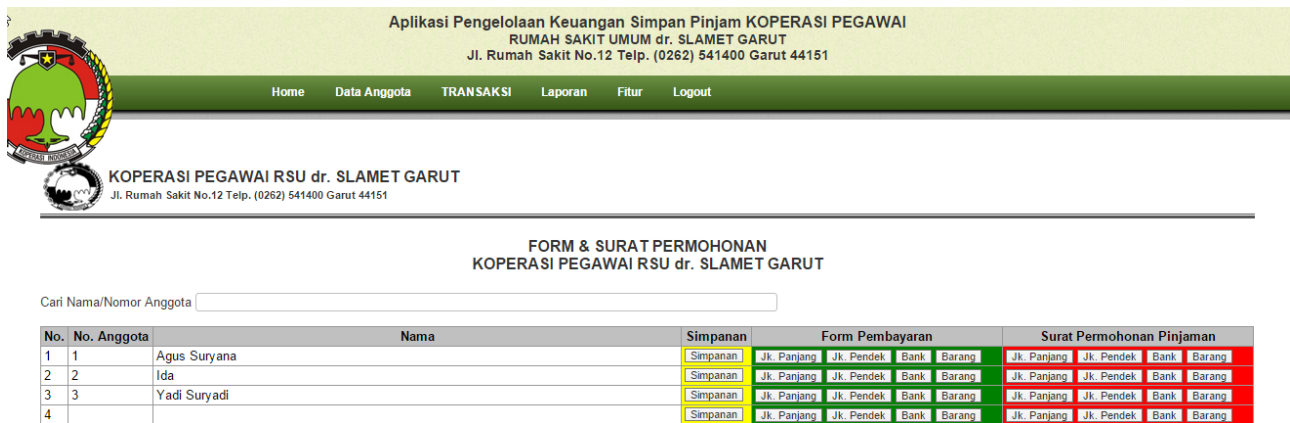 Aplikasi Pengelolaan Keuangan Simpan Pinjam KOPERASI PEGAWAI
RUMAH SAKIT UMUM dr. SLAMET GARUT
Jl. Rumah Sakit No.12 Telp. (0262) 541400 Garut 44151
Home Data Anggota TRANSAKSI Laporan Fitur Logout
KOPERASI INDONESIA
KOPERASI PEGAWAI RSU dr. SLAMET GARUT
Jl. Rumah Sakit No.12 Telp. (0262) 541400 Garut 44151
FORM & SURAT PERMOHONAN
KOPERASI PEGAWAI RSU dr. SLAMET GARUT
Cari Nama/Nomor Anggota
No. No. Anggota Nama Simpanan Form Pembayaran Surat Permohonan Pinjaman
1 1 Agus Suryana Simpanan Jk. Panjang Jk. Pendek Bank Barang Jk. Panjang Jk. Pendek Bank Barang
2 2 Ida Simpanan Jk. Panjang Jk. Pendek Bank Barang Jk. Panjang Jk. Pendek Bank Barang
3 3 Yadi Suryadi Simpanan Jk. Panjang Jk. Pendek Bank Barang Jk. Panjang Jk. Pendek Bank Barang
4 Simpanan Jk. Panjang Jk. Pendek Bank Barang Jk. Panjang Jk. Pendek Bank Barang